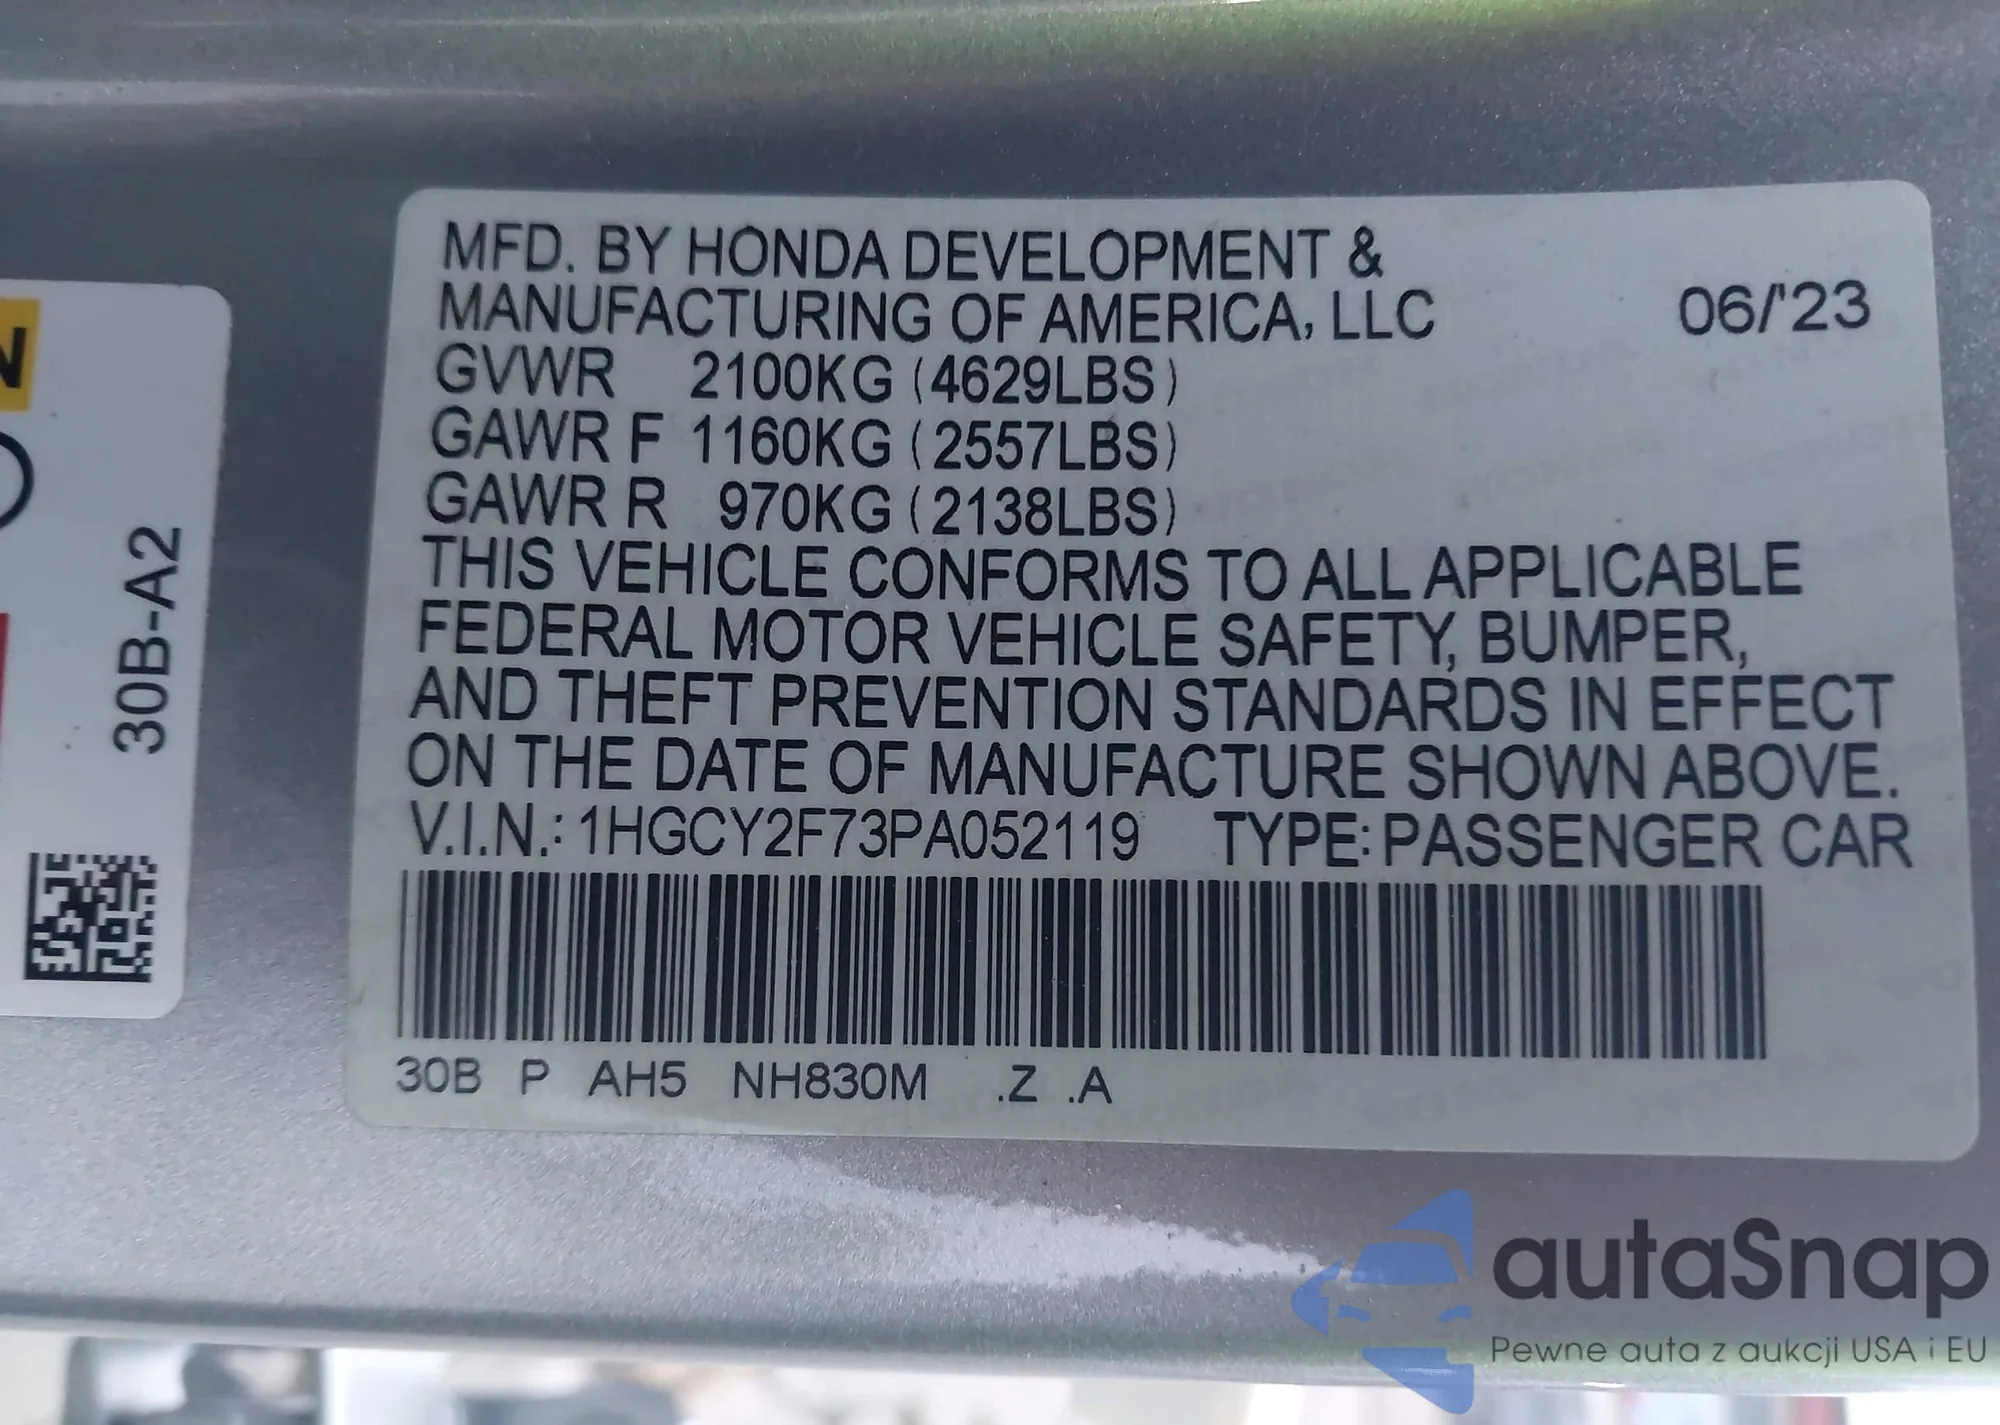 MFD. BY HONDA DEVELOPMENT &
MANUFACTURING OF AMERICA, LLC 06/'23
GVWR 2100KG (4629LBS)
GAWR F 1160KG (2557LBS)
GAWR R 970KG (2138LBS)
THIS VEHICLE CONFORMS TO ALL APPLICABLE
FEDERAL MOTOR VEHICLE SAFETY, BUMPER,
AND THEFT PREVENTION STANDARDS IN EFFECT
ON THE DATE OF MANUFACTURE SHOWN ABOVE.
V.I.N.: 1HGCY2F73PA052119 TYPE: PASSENGER CAR
30B P AH5 NH830M .Z .A
N
30B-A2
autaSnap
Pewne auta z aukcji USA i EU